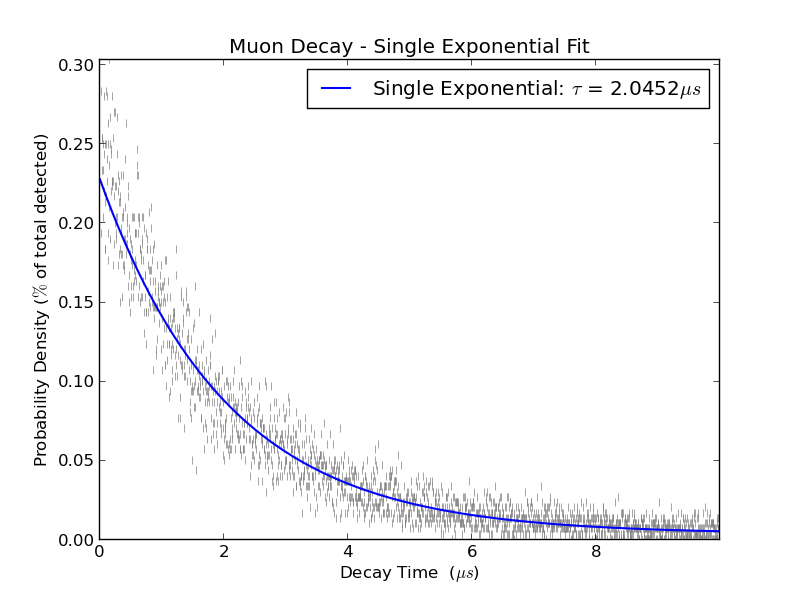 Muon Decay - Single Exponential Fit
Single Exponential: τ = 2.0452μs
Probability Density (% of total detected)
0.30
0.25
0.20
0.15
0.10
0.05
0.00
0 2 4 6 8
Decay Time (μs)